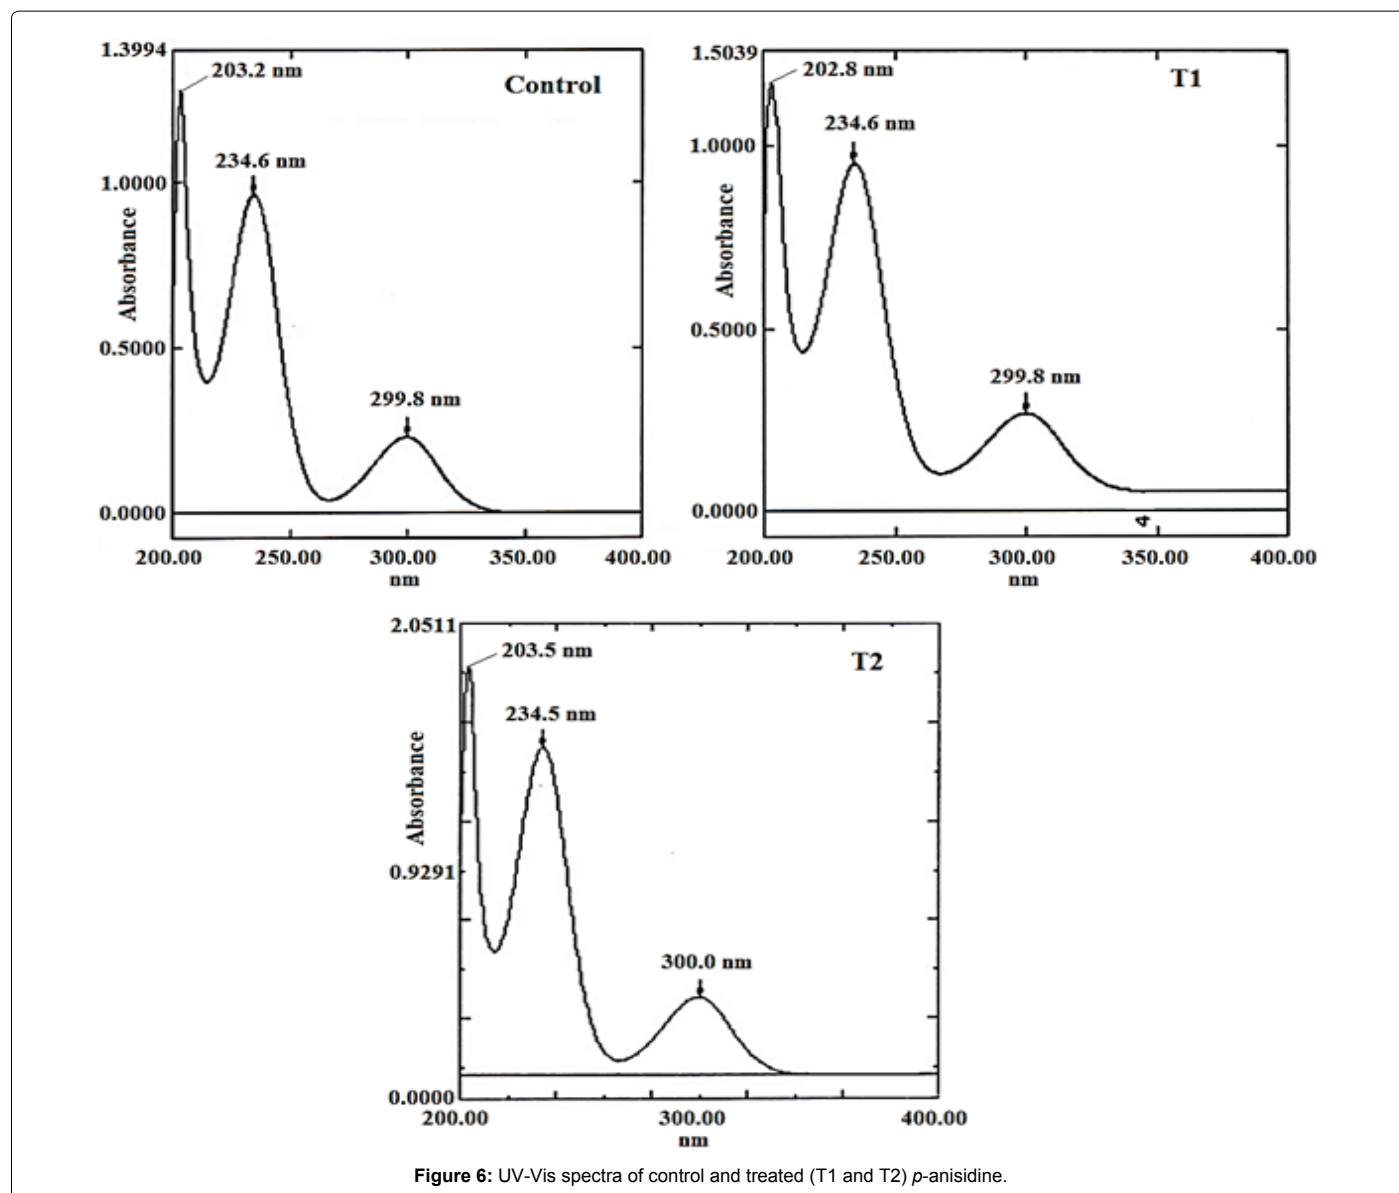 1.3994
203.2 nm
Control
234.6 nm
1.0000
Absorbance
0.5000
299.8 nm
0.0000
200.00 250.00 300.00 350.00 400.00
nm
1.5039
202.8 nm
T1
234.6 nm
1.0000
Absorbance
0.5000
299.8 nm
0.0000
4
200.00 250.00 300.00 350.00 400.00
nm
2.0511
203.5 nm
T2
234.5 nm
Absorbance
0.9291
300.0 nm
0.0000
200.00 300.00 400.00
nm
Figure 6: UV-Vis spectra of control and treated (T1 and T2) p-anisidine.